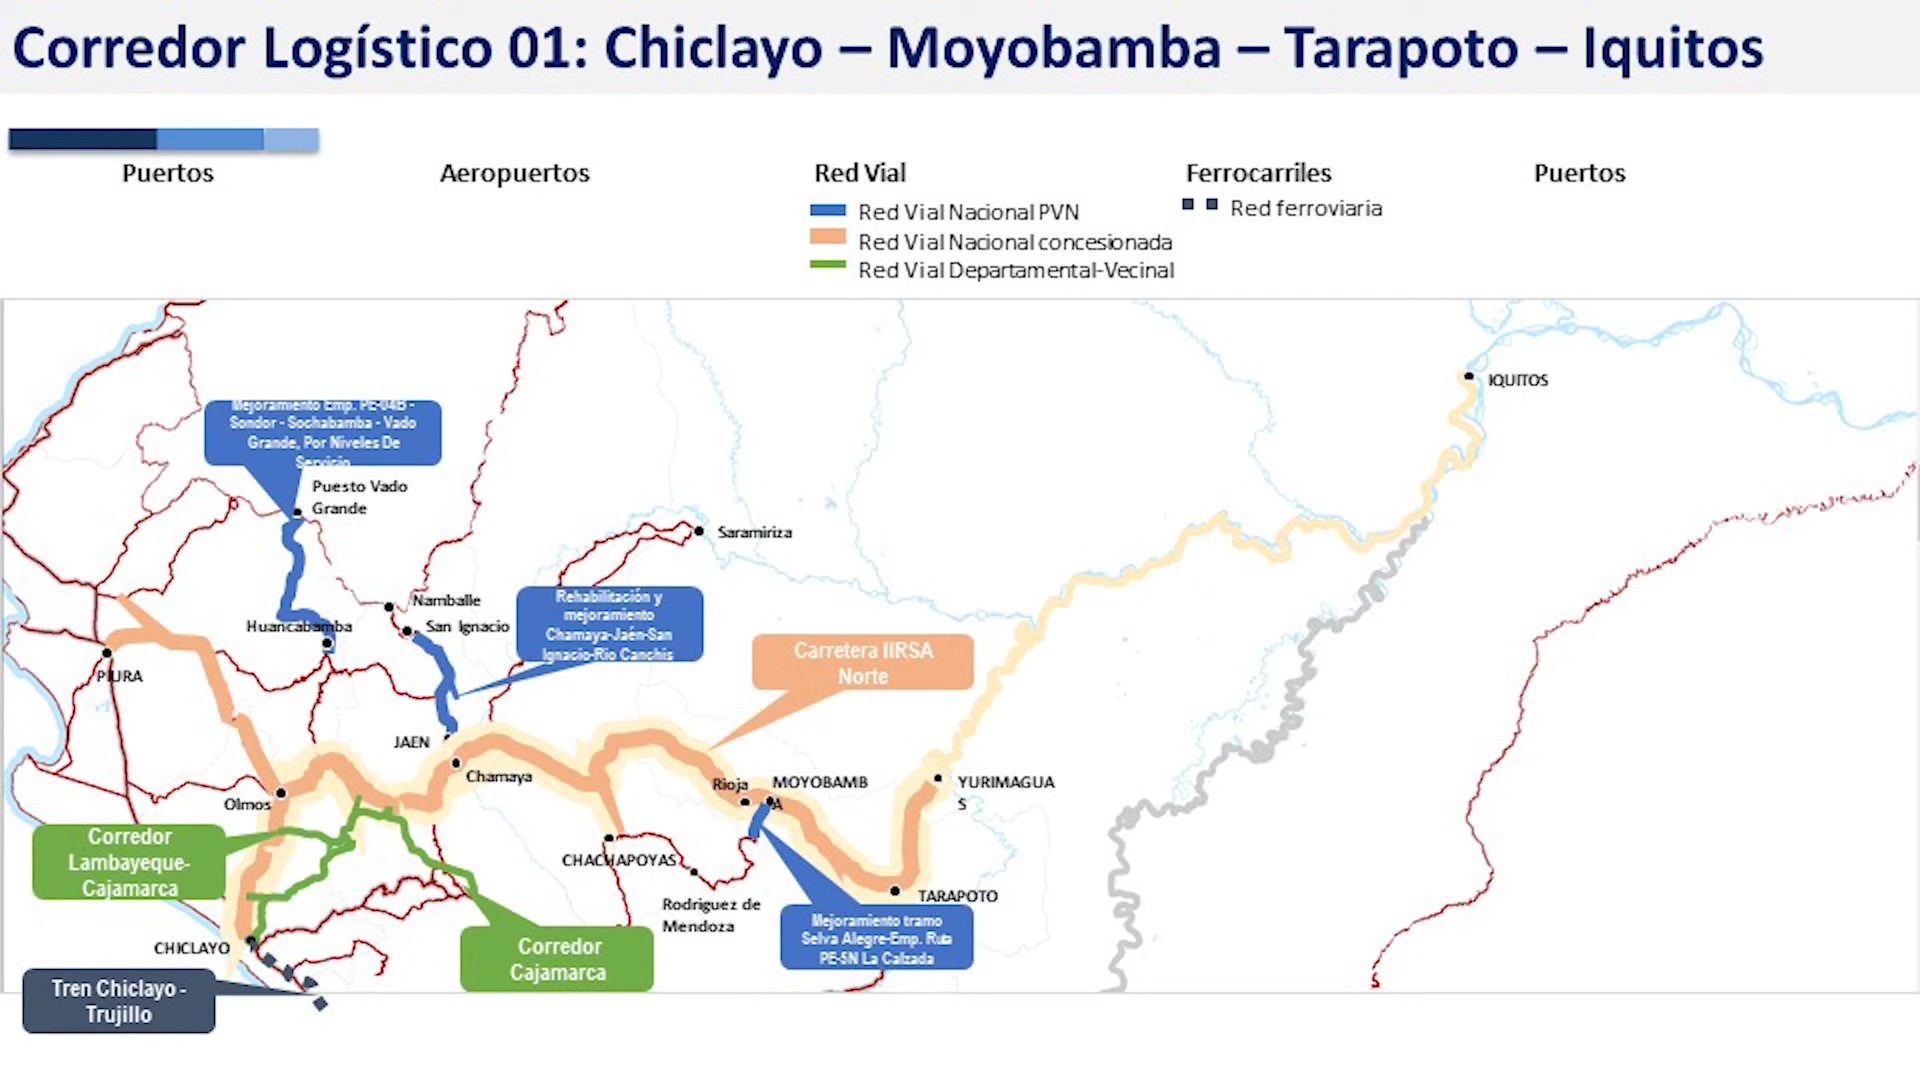 Corredor Logístico 01: Chiclayo – Moyobamba – Tarapoto – Iquitos
Puertos
Aeropuertos
Red Vial
Ferrocarriles
Puertos
Red Vial Nacional PVN
Red ferroviaria
Red Vial Nacional concesionada
Red Vial Departamental-Vecinal
IQUITOS
Mejoramiento Emp. PE-04B -
Sondor - Sochabamba - Vado
Grande, Por Niveles De
Servicio
Puesto Vado
Grande
Saramiriza
Namballe
San Ignacio
Huancabamba
Rehabilitación y
mejoramiento
Chamaya-Jaén-San
Ignacio-Rio Canchis
Carretera IIRSA
Norte
PIURA
JAEN
Chamaya
Rioja
MOYOBAMB
A
YURIMAGUA
S
Olmos
Corredor
Lambayeque-
Cajamarca
CHACHAPOYAS
TARAPOTO
Rodriguez de
Mendoza
Mejoramiento tramo
Selva Alegre-Emp. Ruta
PE-5N La Calzada
CHICLAYO
Corredor
Cajamarca
Tren Chiclayo -
Trujillo